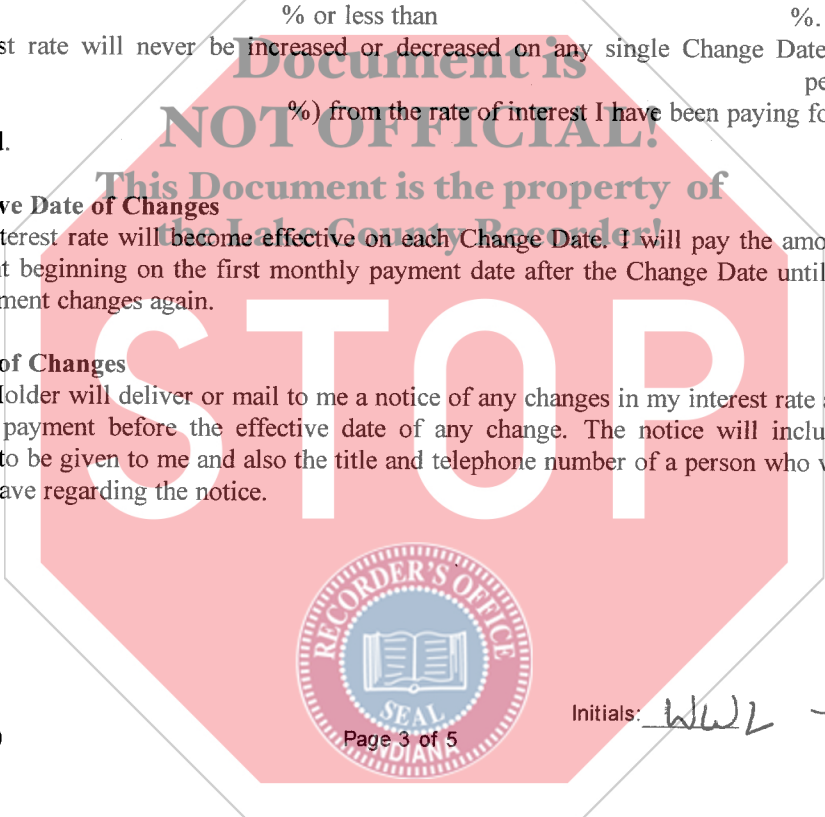 % or less than %.
st rate will never be increased or decreased on any single Change Date
Document is
pe
%) from the rate of interest I have been paying fo
NOT OFFICIAL!
d.
This Document is the property of
ve Date of Changes
the Lake County Recorder!
terest rate will become effective on each Change Date. I will pay the amo
t beginning on the first monthly payment date after the Change Date until
ment changes again.
STOP
of Changes
Holder will deliver or mail to me a notice of any changes in my interest rate
payment before the effective date of any change. The notice will inclu
to be given to me and also the title and telephone number of a person who v
ave regarding the notice.
RECORDER'S OFFICE
SEAL
INDIANA
Initials: WWL
Page 3 of 5